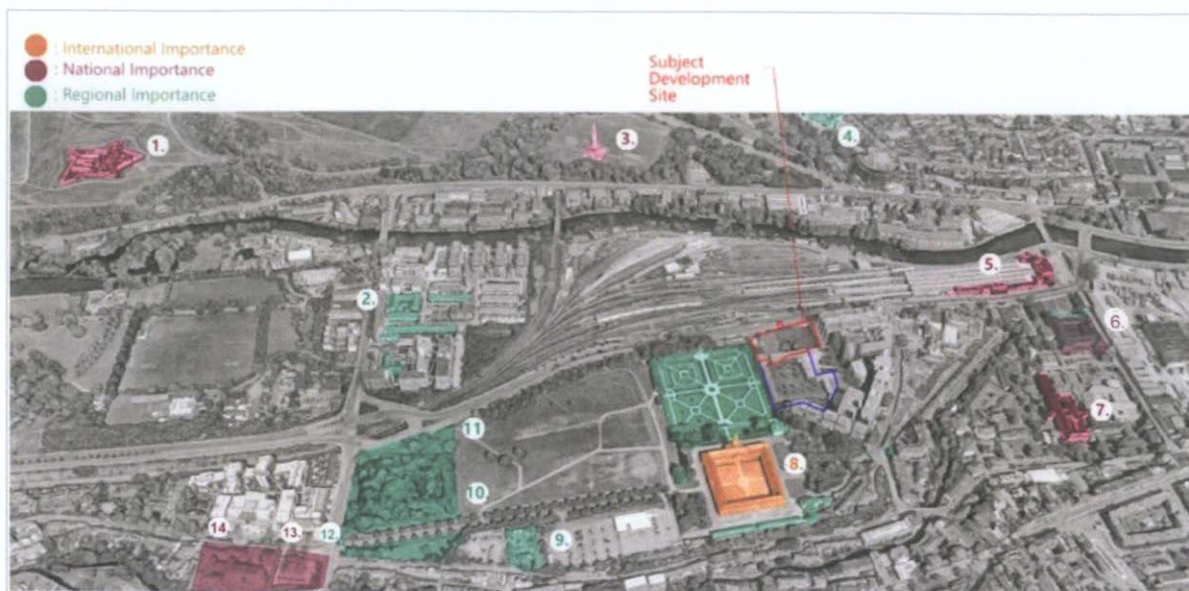 : International Importance
: National Importance
: Regional Importance
Subject
Development
Site
1.
3.
4.
2.
5.
6.
7.
11
8.
10.
9.
14.
13.
12.